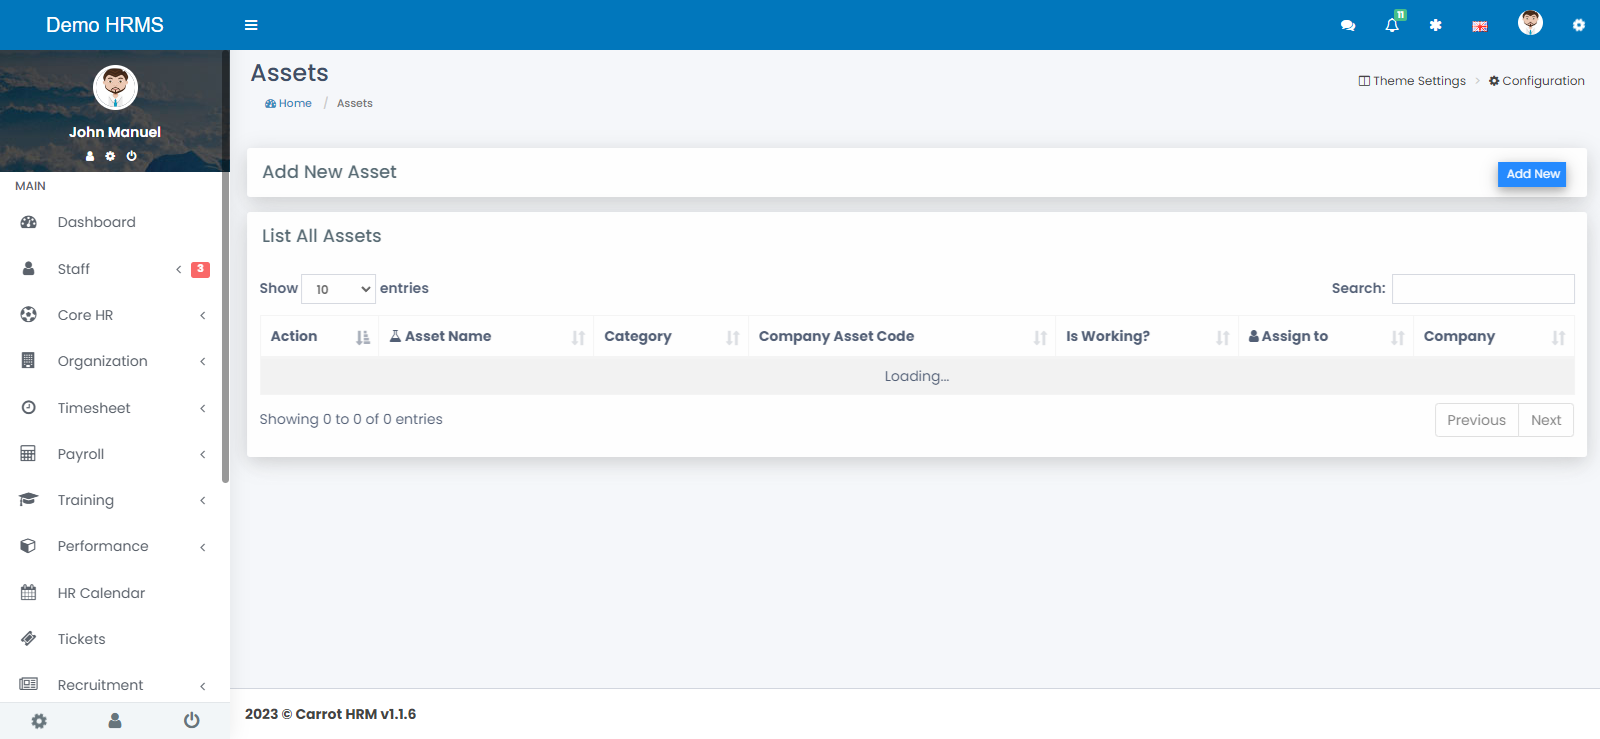 Demo HRMS
11
John Manuel
MAIN
Dashboard
Staff
3
Core HR
Organization
Timesheet
Payroll
Training
Performance
HR Calendar
Tickets
Recruitment
Assets
Home / Assets
Theme Settings > Configuration
Add New Asset
Add New
List All Assets
Show 10 entries
Search:
Action Asset Name Category Company Asset Code Is Working? Assign to Company
Loading...
Showing 0 to 0 of 0 entries
Previous Next
2023 © Carrot HRM v1.1.6